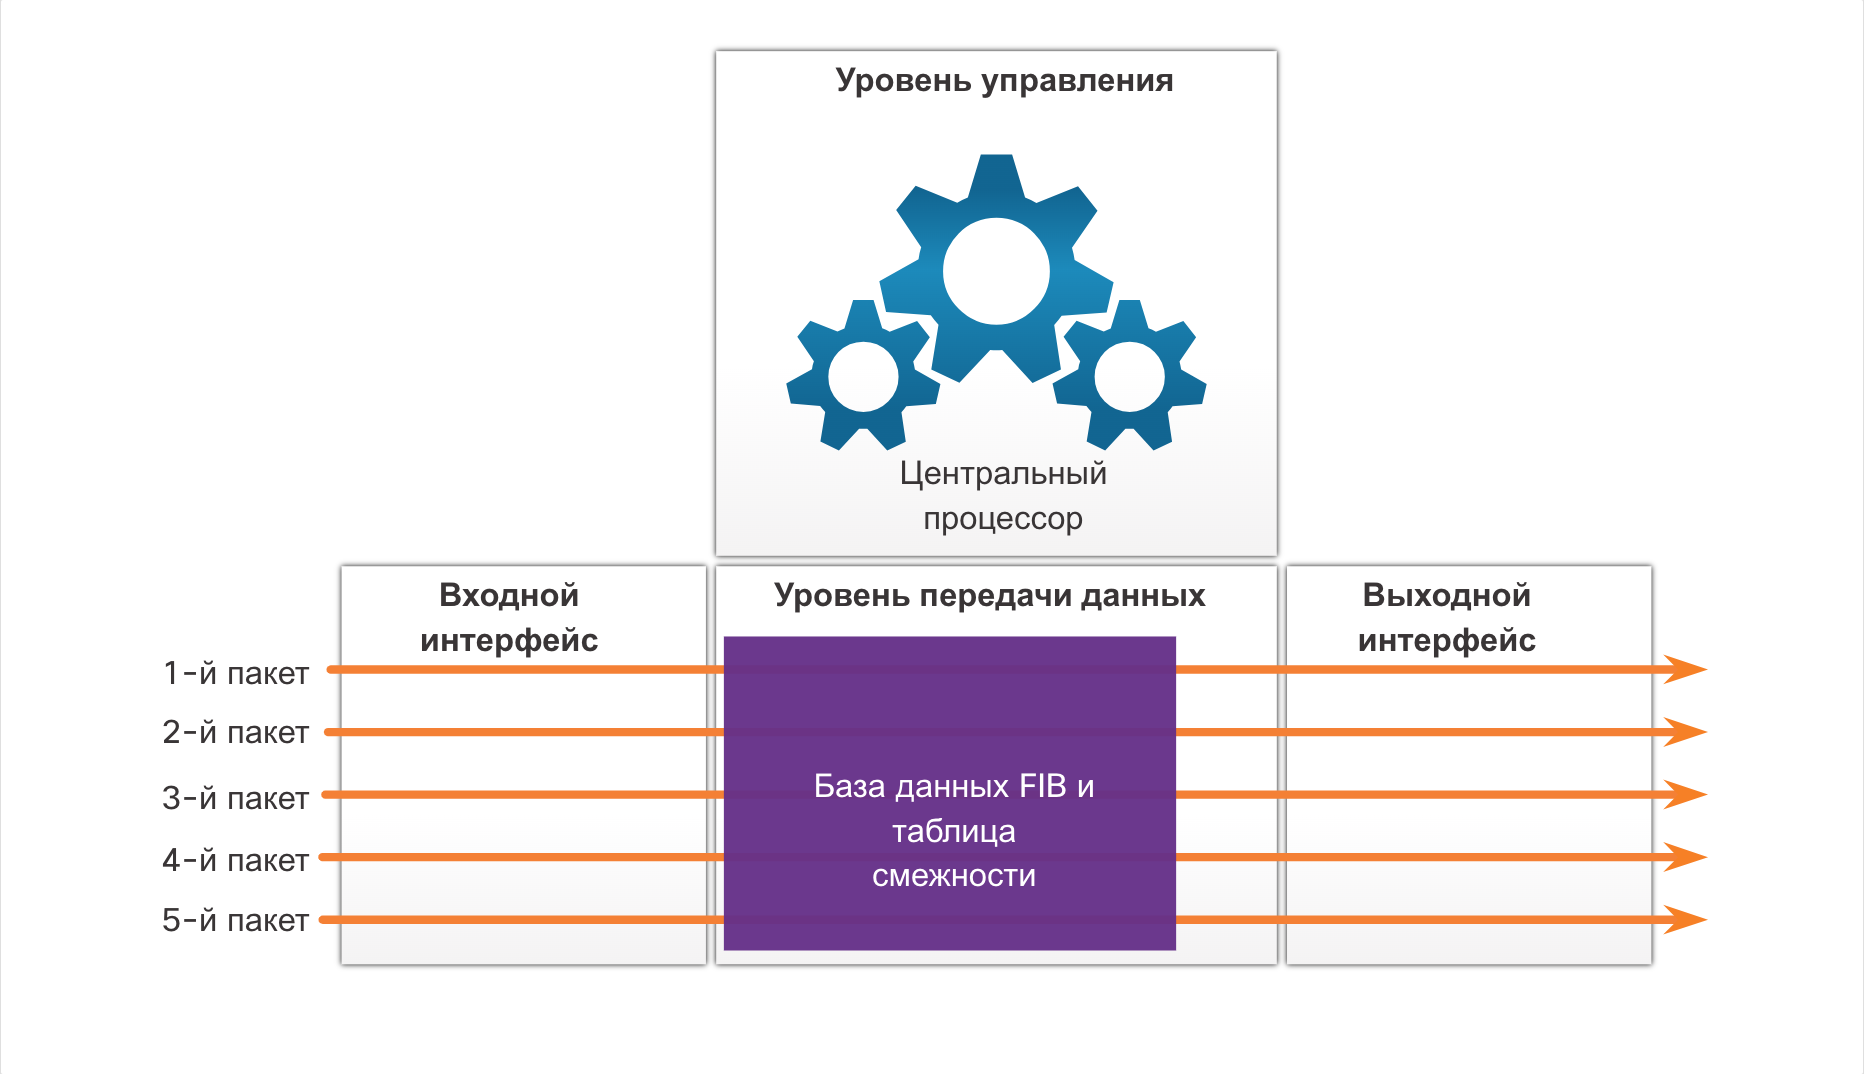 Уровень управления
Центральный
процессор
Входной
интерфейс
Уровень передачи данных
Выходной
интерфейс
1-й пакет
2-й пакет
3-й пакет
4-й пакет
5-й пакет
База данных FIB и
таблица
смежности